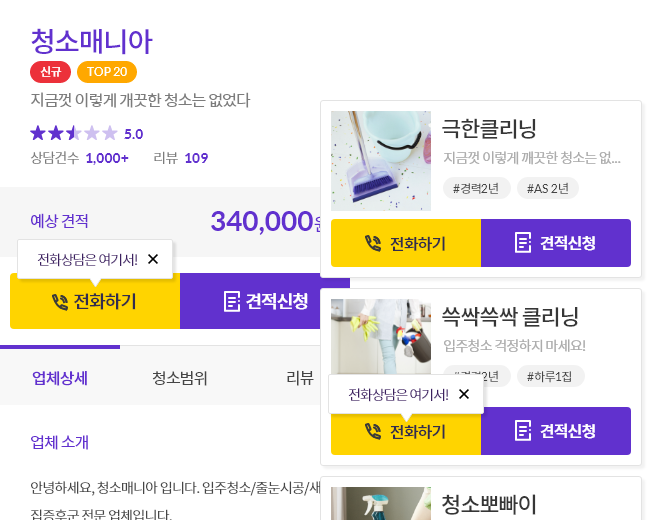 청소매니아
신규 TOP 20
지금껏 이렇게 개끗한 청소는 없었다
5.0
상담건수 1,000+ 리뷰 109
예상 견적 340,000원
전화상담은 여기서! ×
전화하기 견적신청
업체상세 청소범위 리뷰
업체 소개
안녕하세요, 청소매니아 입니다. 입주청소/줄눈시공/새
집증후군 전문 업체입니다.
극한클리닝
지금껏 이렇게 깨끗한 청소는 없...
#경력2년 #AS 2년
전화하기 견적신청
쓱싹쓱싹 클리닝
입주청소 걱정하지 마세요!
#경력2년 #하루1집
전화상담은 여기서! ×
전화하기 견적신청
청소뽀빠이